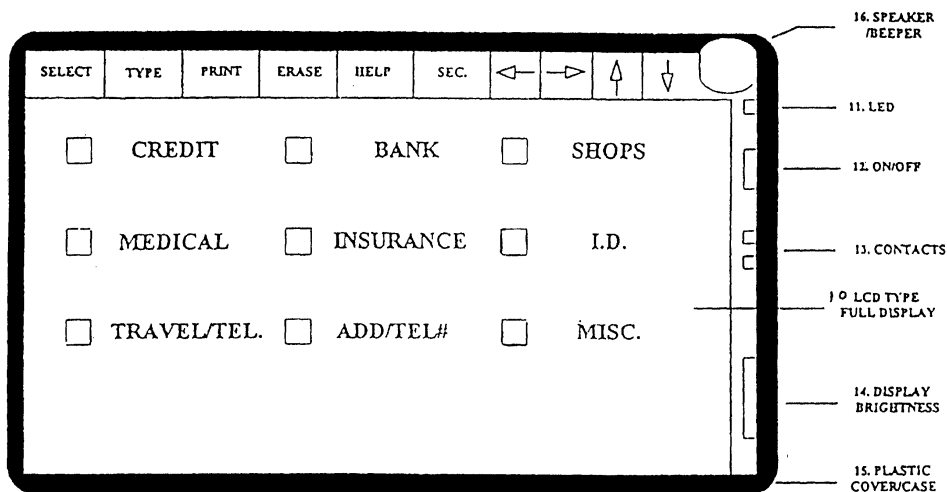 16. SPEAKER
/BEEPER
SELECT TYPE PRINT ERASE HELP SEC.
11. LED
CREDIT BANK SHOPS
12. ON/OFF
MEDICAL INSURANCE I.D.
13. CONTACTS
10 LCD TYPE
FULL DISPLAY
TRAVEL/TEL. ADD/TEL# MISC.
14. DISPLAY
BRIGHTNESS
15. PLASTIC
COVER/CASE